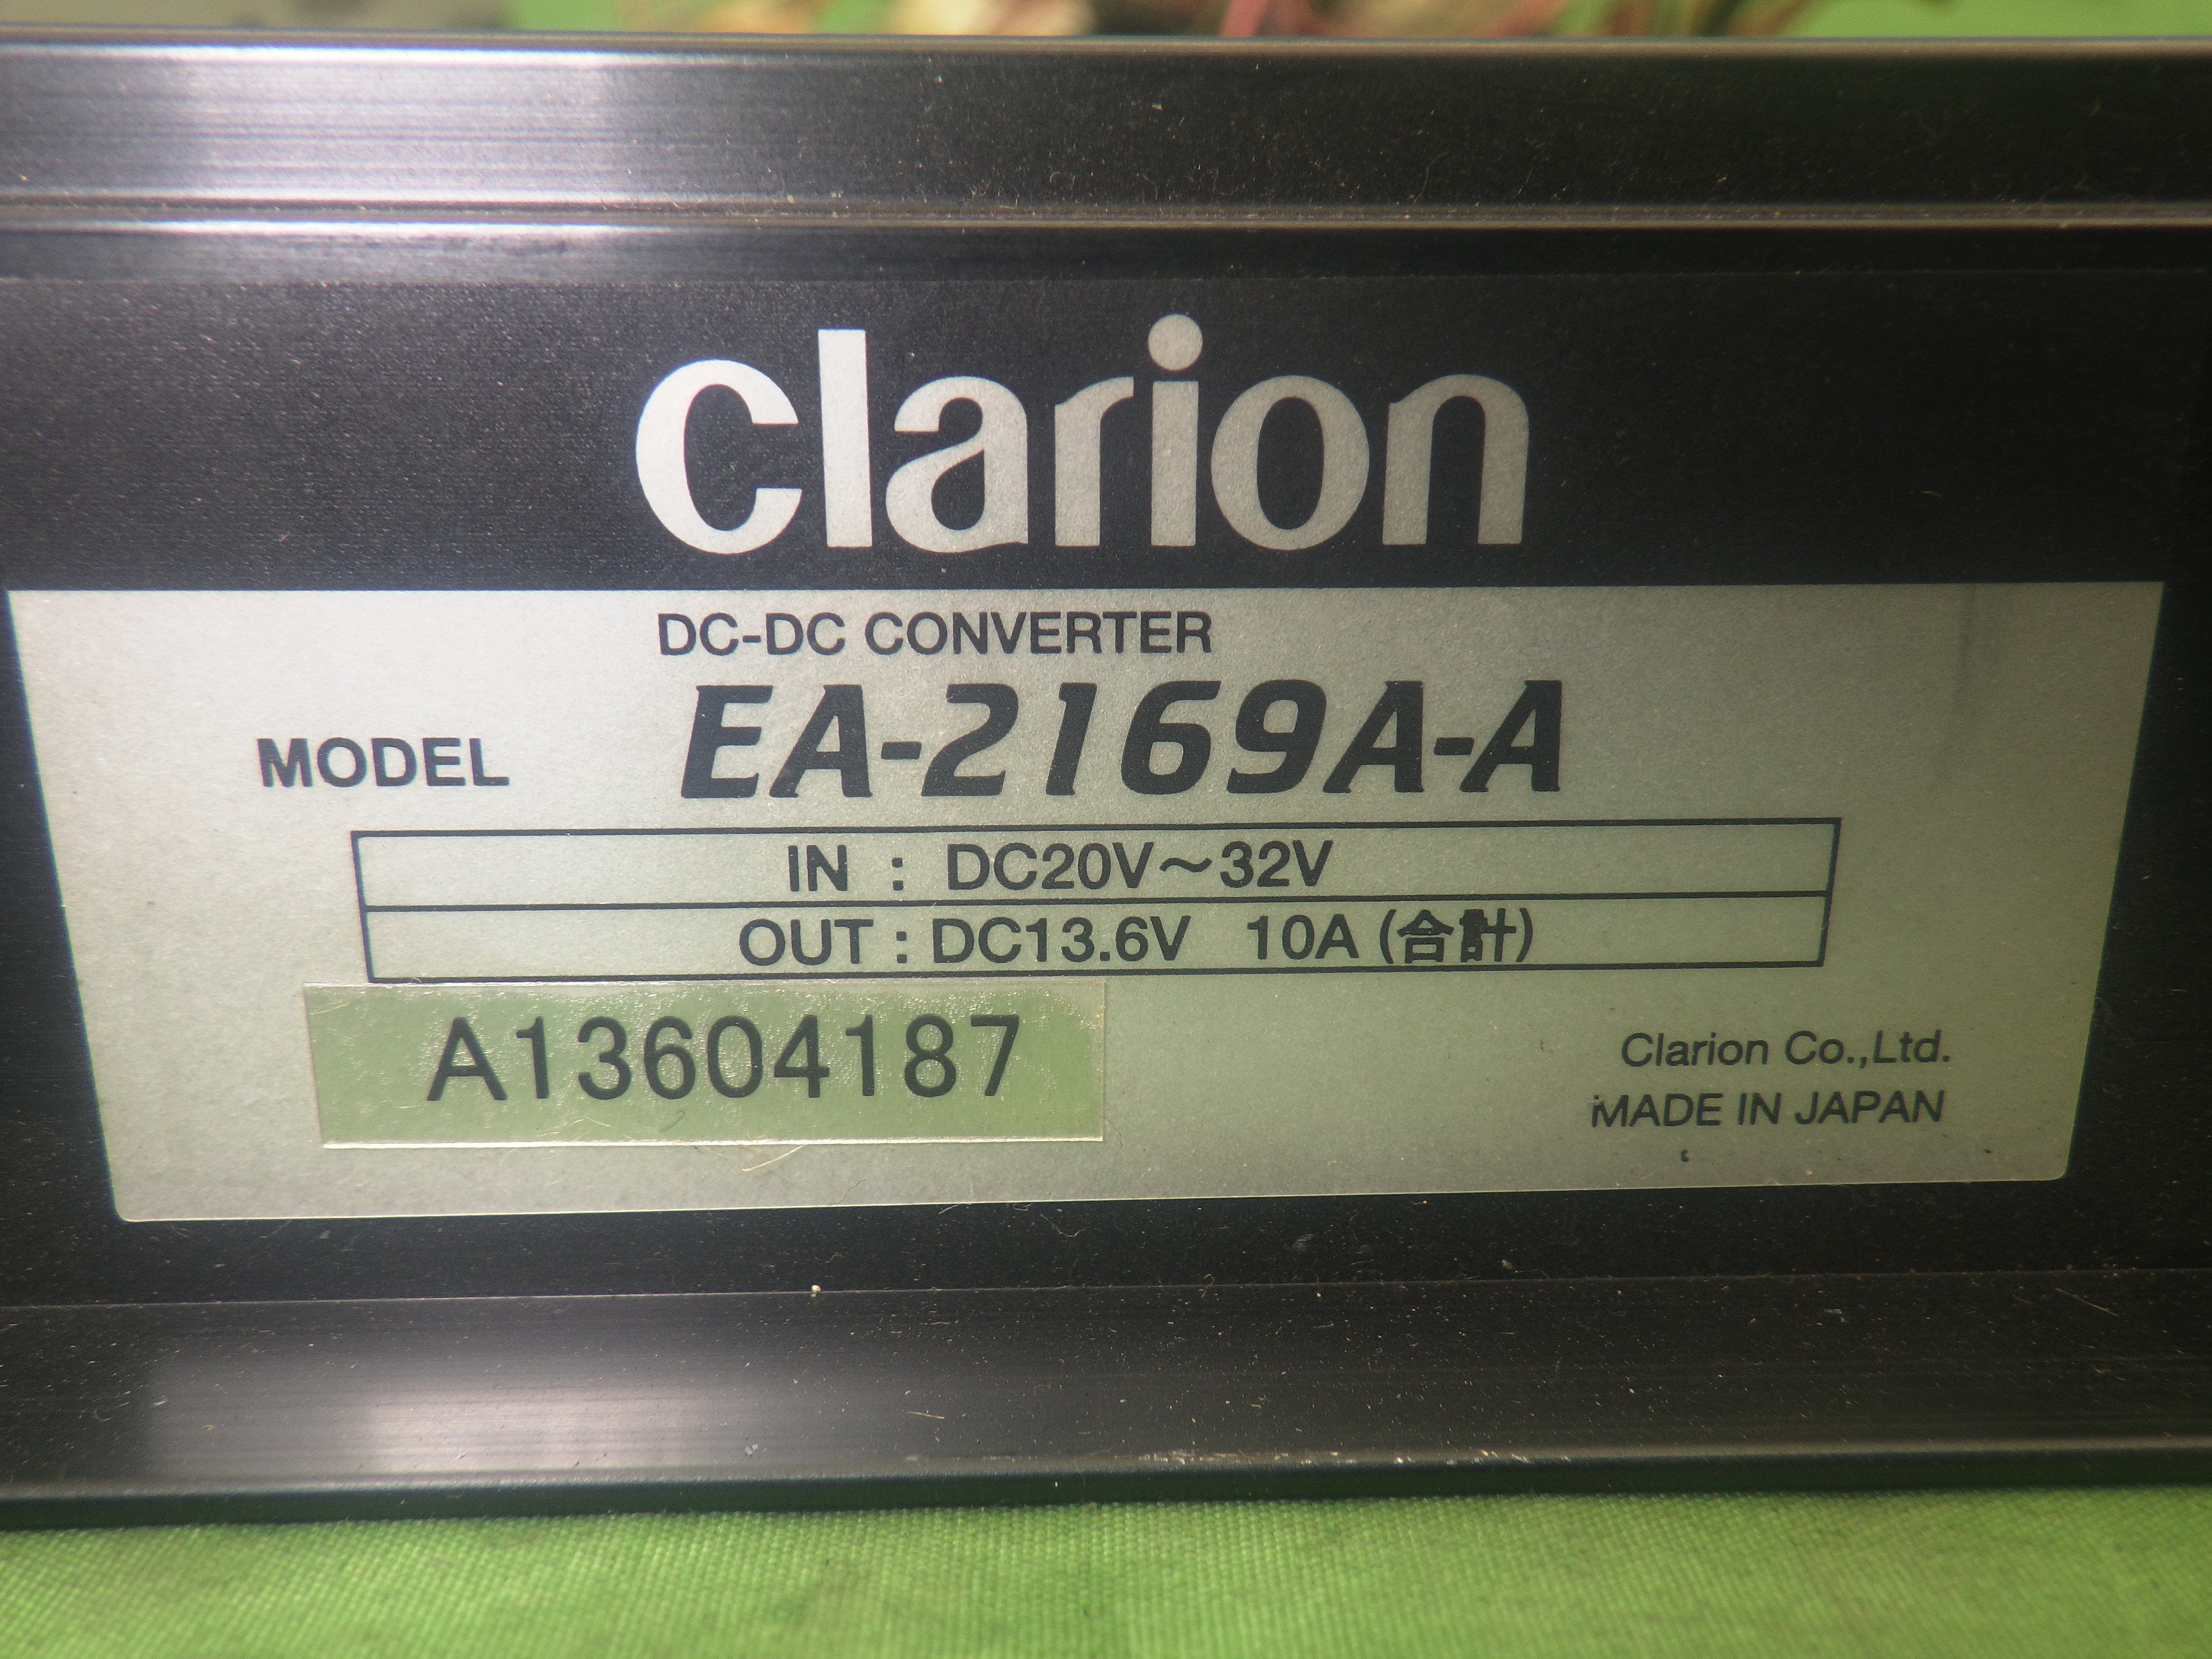 clarion
DC-DC CONVERTER
MODEL EA-2169A-A
IN : DC20V～32V
OUT : DC13.6V 10A (合計)
A13604187
Clarion Co.,Ltd.
MADE IN JAPAN